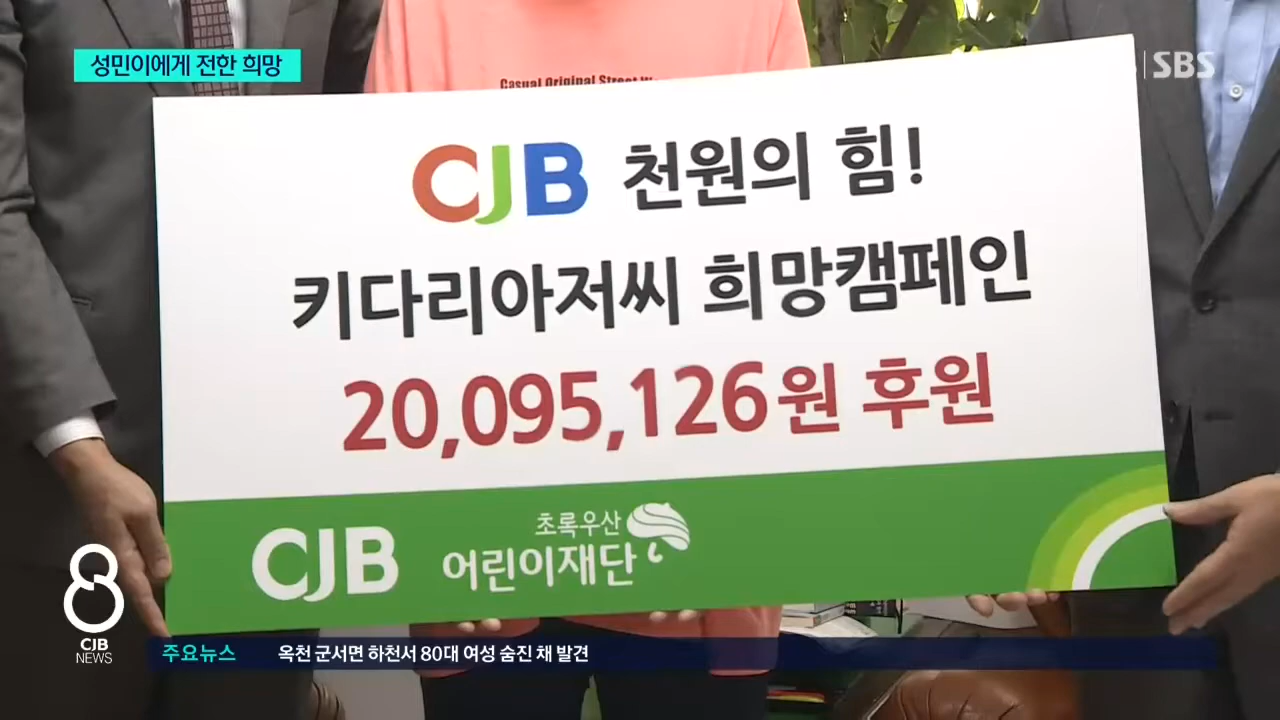 성민이에게 전한 희망
SBS
Casual Original Street
CJB 천원의 힘!
키다리아저씨 희망캠페인
20,095,126원 후원
CJB
초록우산
어린이재단
8
CJB
NEWS
주요뉴스
옥천 군서면 하천서 80대 여성 숨진 채 발견